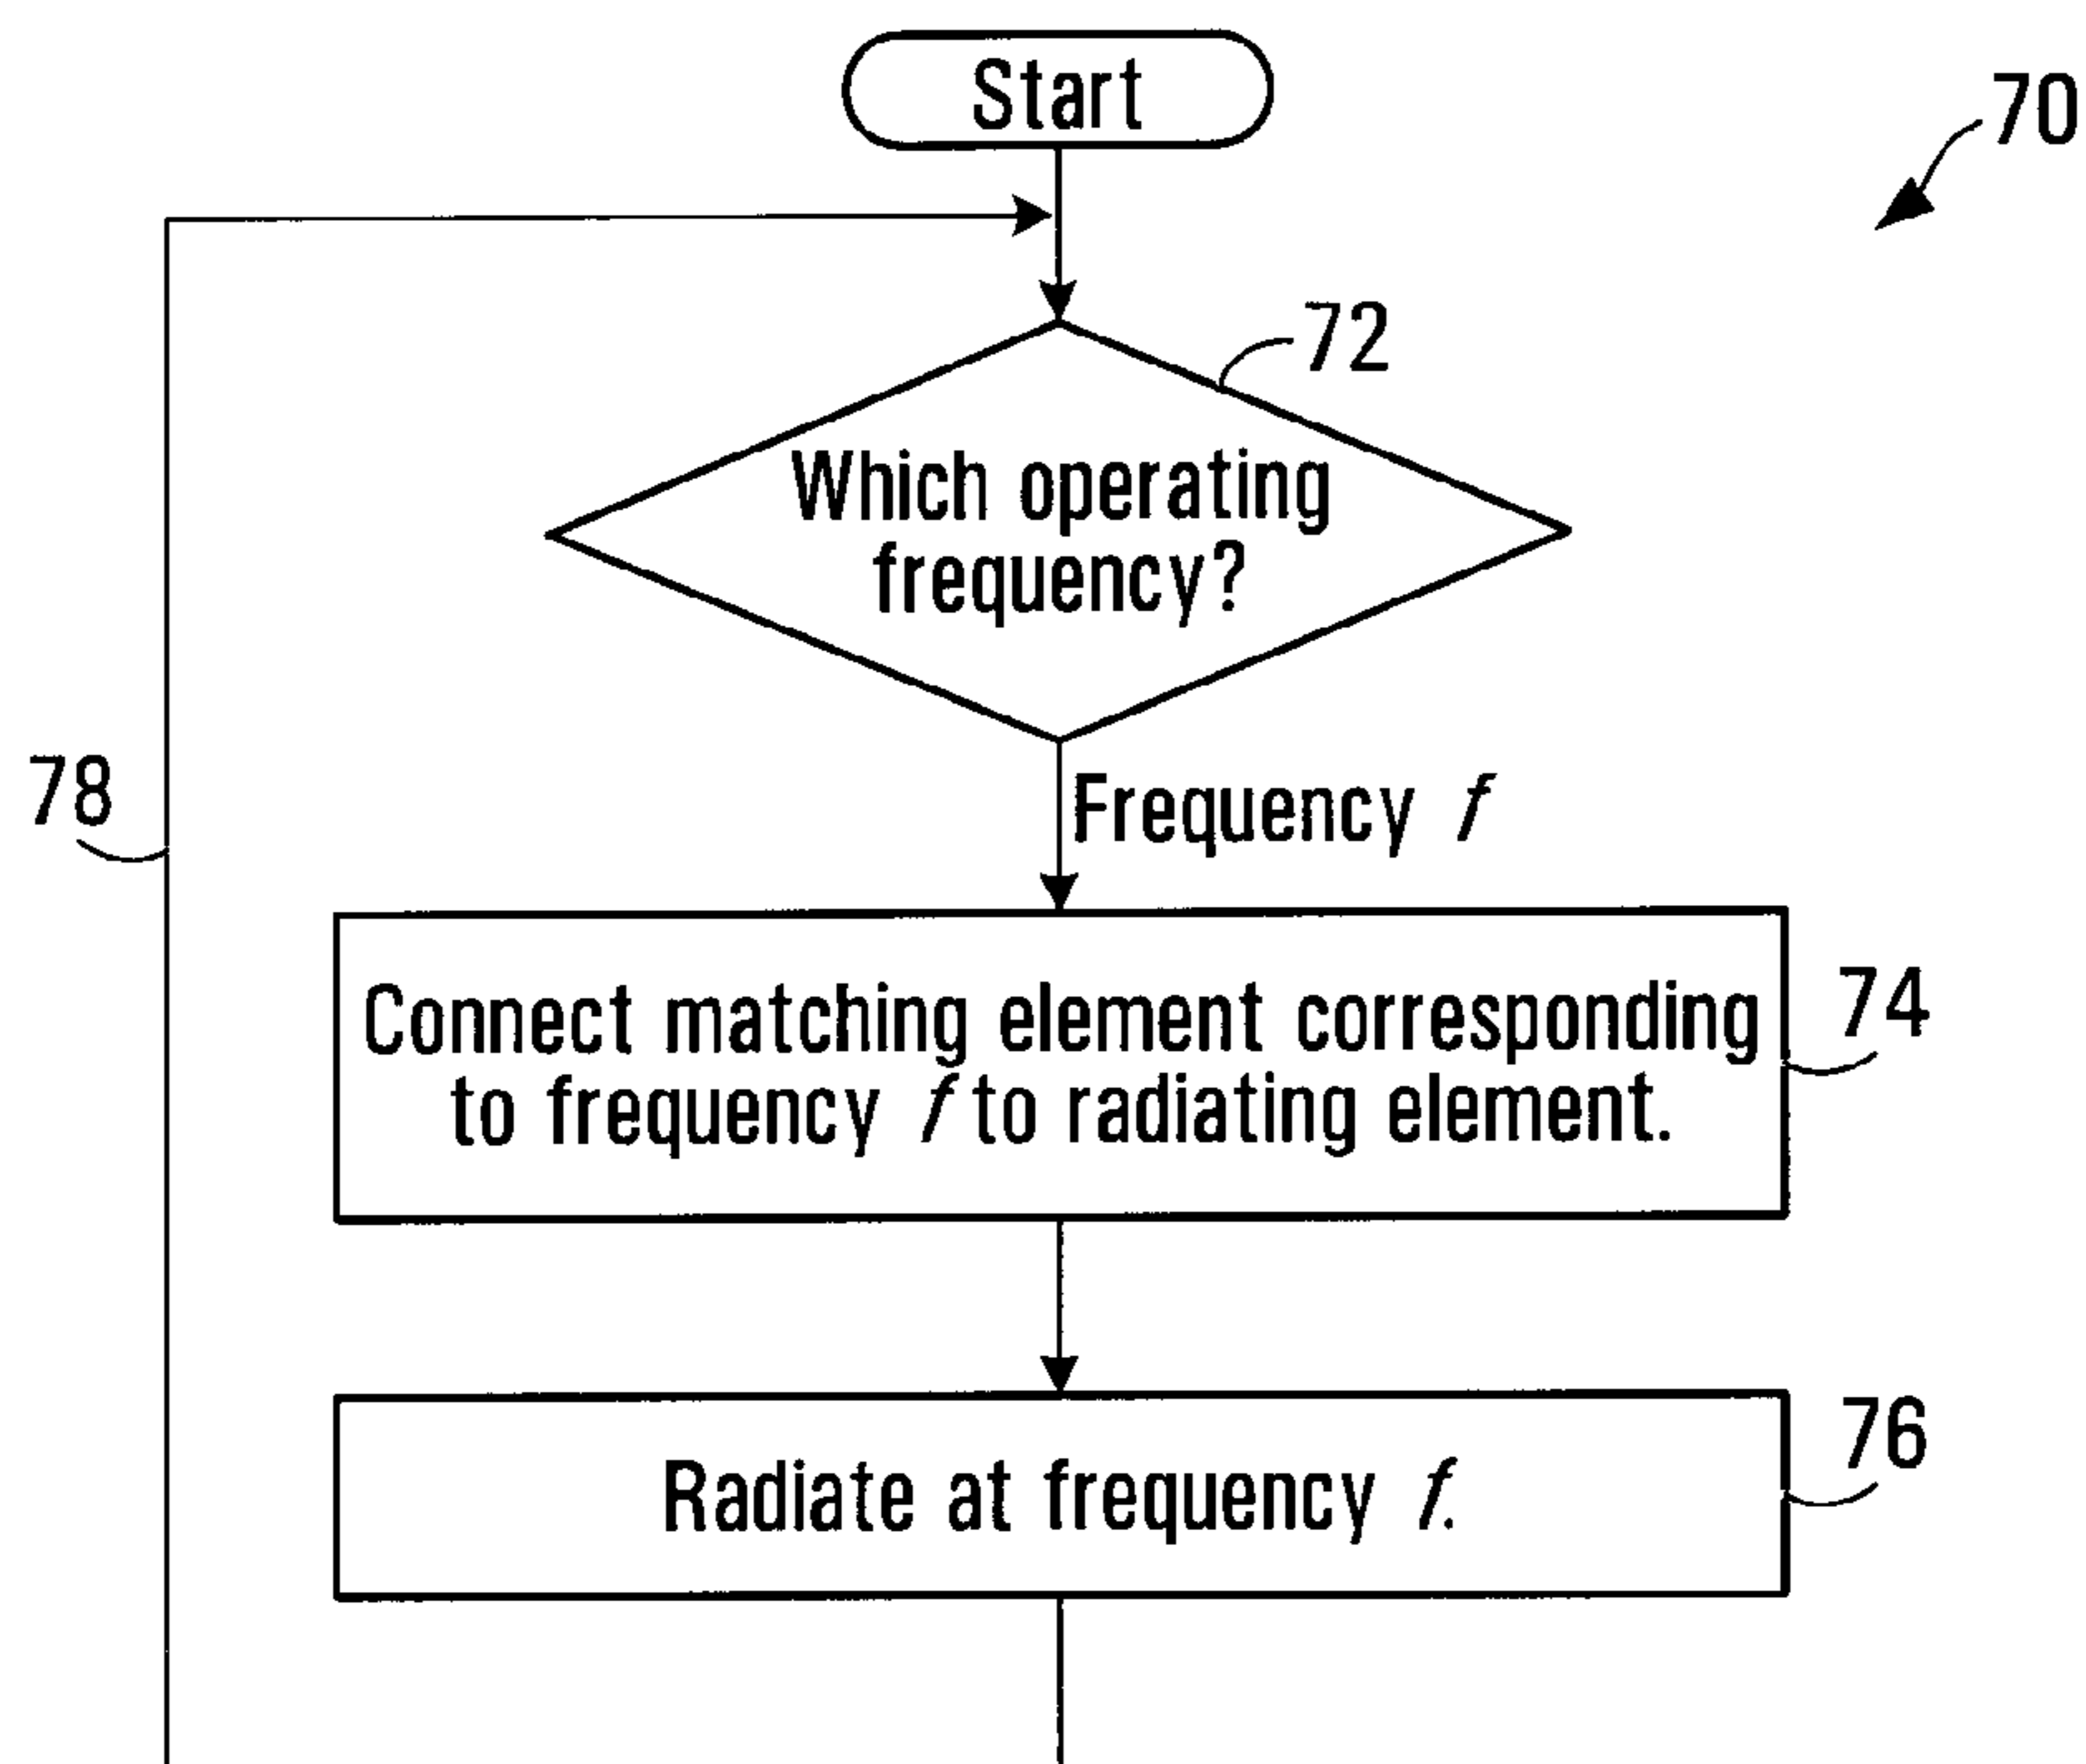 Start
70
72
Which operating
frequency?
78
Frequency f
Connect matching element corresponding
to frequency f to radiating element.
74
Radiate at frequency f.
76